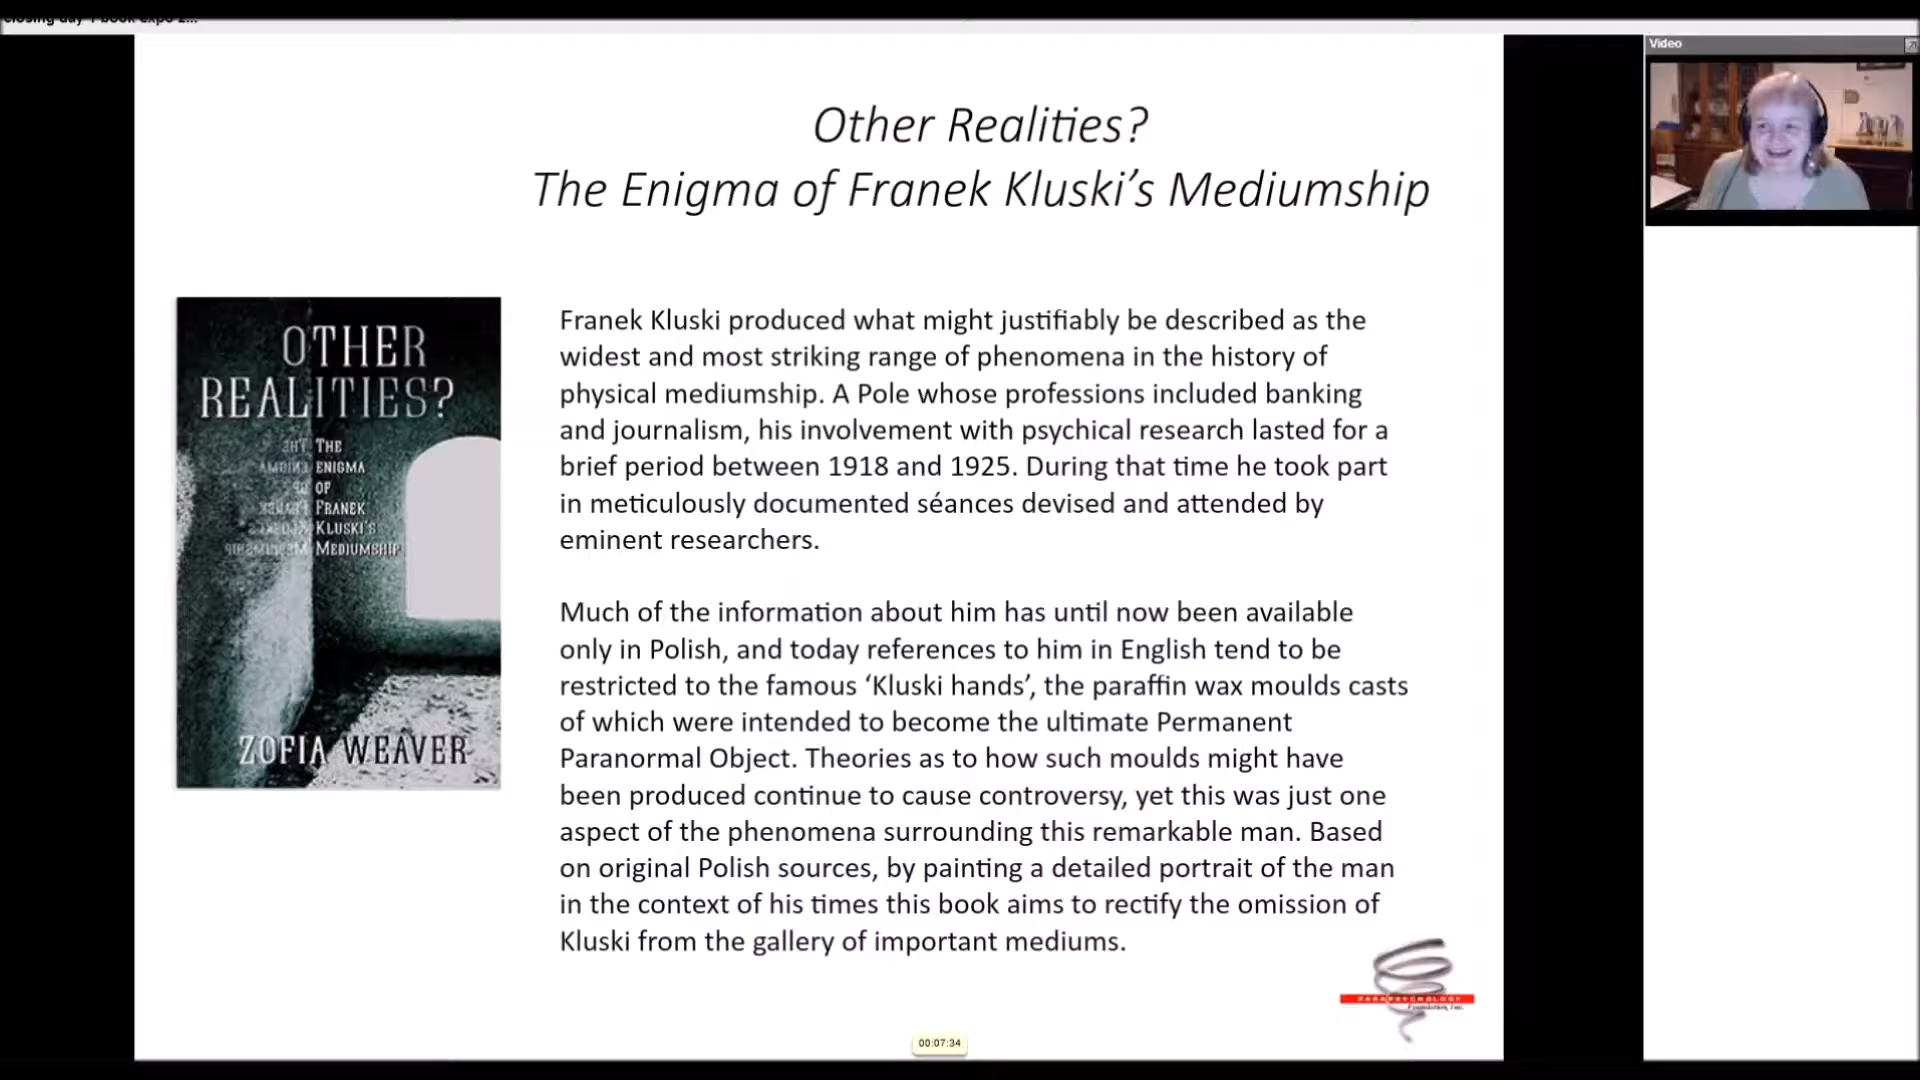 closing day 1 book expo 2...
Video
Other Realities?
The Enigma of Franek Kluski’s Mediumship
OTHER
REALITIES?
THE
ENIGMA
OF
FRANEK
KLUSKI'S
MEDIUMSHIP
ZOFIA WEAVER
Franek Kluski produced what might justifiably be described as the
widest and most striking range of phenomena in the history of
physical mediumship. A Pole whose professions included banking
and journalism, his involvement with psychical research lasted for a
brief period between 1918 and 1925. During that time he took part
in meticulously documented séances devised and attended by
eminent researchers.
Much of the information about him has until now been available
only in Polish, and today references to him in English tend to be
restricted to the famous ‘Kluski hands’, the paraffin wax moulds casts
of which were intended to become the ultimate Permanent
Paranormal Object. Theories as to how such moulds might have
been produced continue to cause controversy, yet this was just one
aspect of the phenomena surrounding this remarkable man. Based
on original Polish sources, by painting a detailed portrait of the man
in the context of his times this book aims to rectify the omission of
Kluski from the gallery of important mediums.
PARAPSYCHOLOGY
Foundation, Inc.
00:07:34